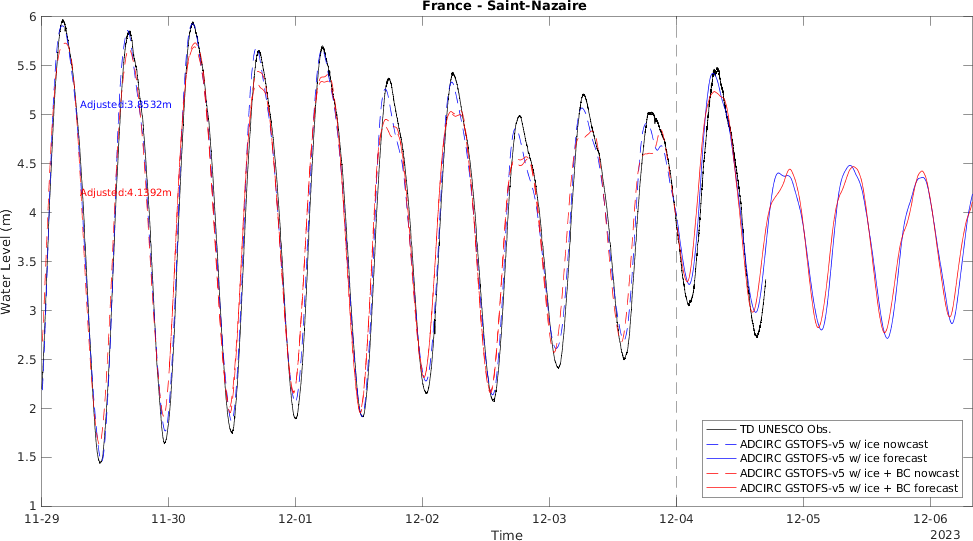 France - Saint-Nazaire
6
5.5
5
4.5
4
3.5
3
2.5
2
1.5
1
Water Level (m)
Adjusted:3.8532m
Adjusted:4.1392m
TD UNESCO Obs.
ADCIRC GSTOFS-v5 w/ ice nowcast
ADCIRC GSTOFS-v5 w/ ice forecast
ADCIRC GSTOFS-v5 w/ ice + BC nowcast
ADCIRC GSTOFS-v5 w/ ice + BC forecast
11-29 11-30 12-01 12-02 12-03 12-04 12-05 12-06
Time
2023